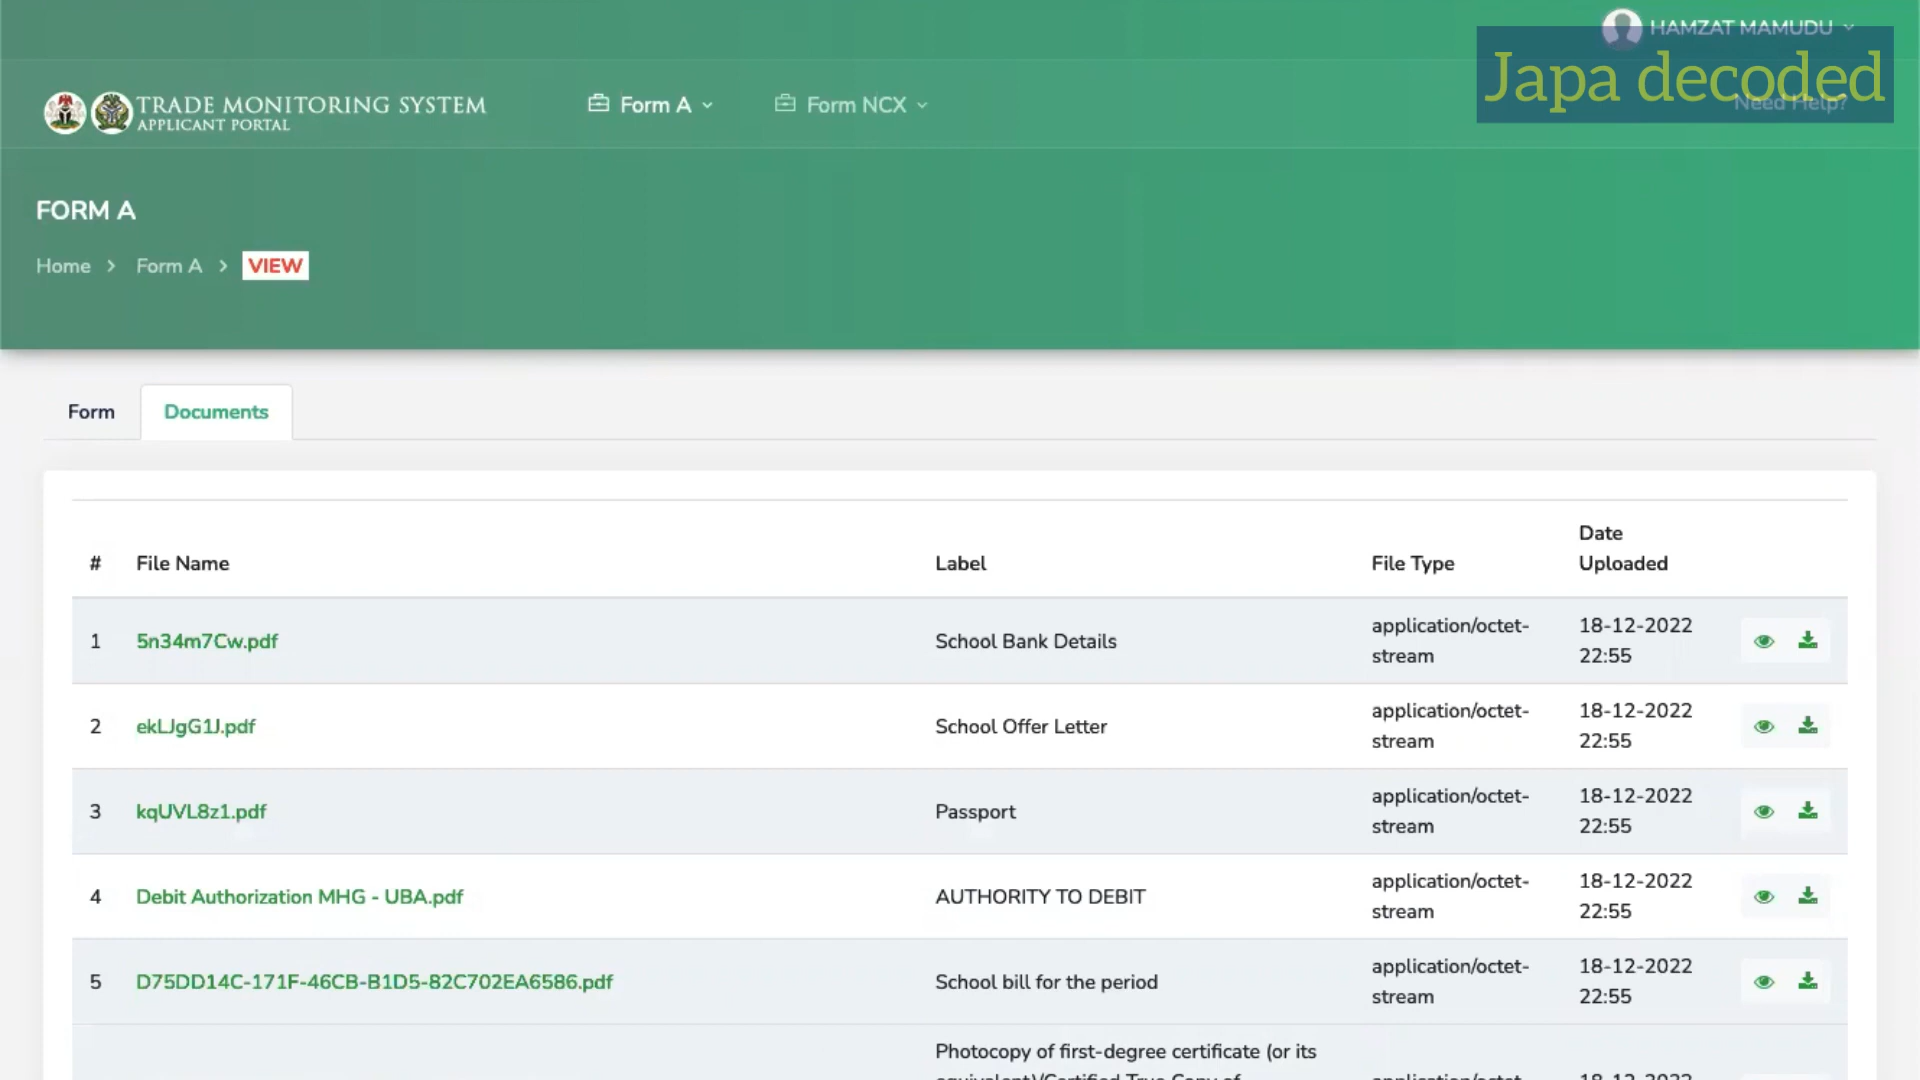 HAMZAT MAMUDU
Japa decoded
Need Help?
TRADE MONITORING SYSTEM
APPLICANT PORTAL
Form A
Form NCX
FORM A
Home > Form A > VIEW
Form
Documents
# File Name Label File Type Date Uploaded
1 5n34m7Cw.pdf School Bank Details application/octet-stream 18-12-2022 22:55
2 ekLJgG1J.pdf School Offer Letter application/octet-stream 18-12-2022 22:55
3 kqUVL8z1.pdf Passport application/octet-stream 18-12-2022 22:55
4 Debit Authorization MHG - UBA.pdf AUTHORITY TO DEBIT application/octet-stream 18-12-2022 22:55
5 D75DD14C-171F-46CB-B1D5-82C702EA6586.pdf School bill for the period application/octet-stream 18-12-2022 22:55
Photocopy of first-degree certificate (or its